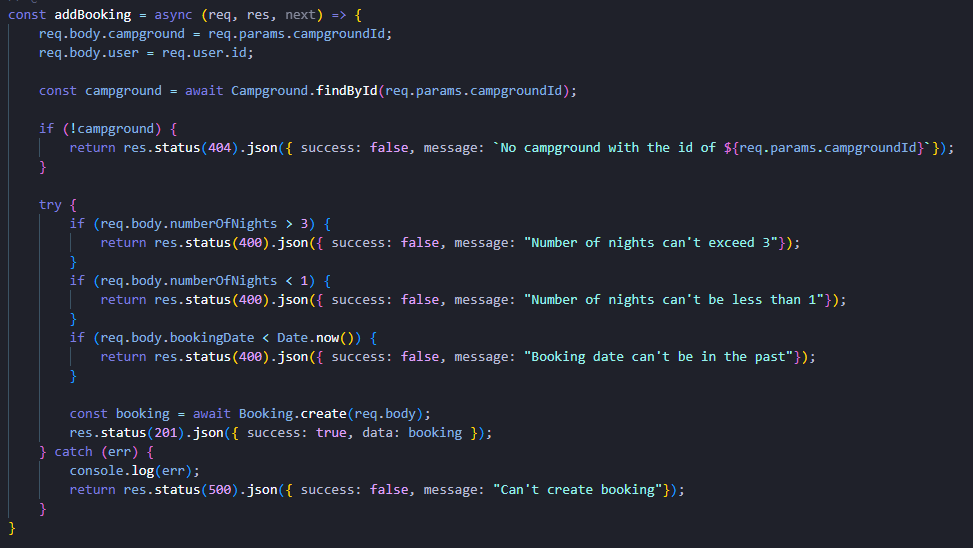 const addBooking = async (req, res, next) => {
    req.body.campground = req.params.campgroundId;
    req.body.user = req.user.id;

    const campground = await Campground.findById(req.params.campgroundId);

    if (!campground) {
        return res.status(404).json({ success: false, message: `No campground with the id of ${req.params.campgroundId}`});
    }

    try {
        if (req.body.numberOfNights > 3) {
            return res.status(400).json({ success: false, message: "Number of nights can't exceed 3"});
        }
        if (req.body.numberOfNights < 1) {
            return res.status(400).json({ success: false, message: "Number of nights can't be less than 1"});
        }
        if (req.body.bookingDate < Date.now()) {
            return res.status(400).json({ success: false, message: "Booking date can't be in the past"});
        }

        const booking = await Booking.create(req.body);
        res.status(201).json({ success: true, data: booking });
    } catch (err) {
        console.log(err);
        return res.status(500).json({ success: false, message: "Can't create booking"});
    }
}